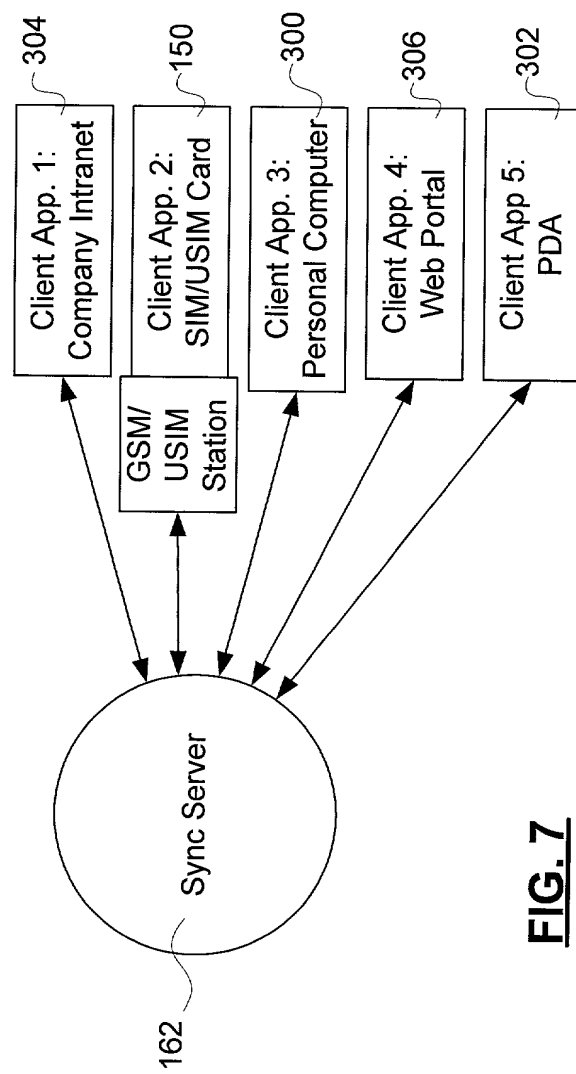 304
Client App. 1:
Company Intranet
150
GSM/
USIM
Station
Client App. 2:
SIM/USIM Card
300
Client App. 3:
Personal Computer
306
Client App. 4:
Web Portal
302
Client App 5:
PDA
Sync Server
162
FIG. 7